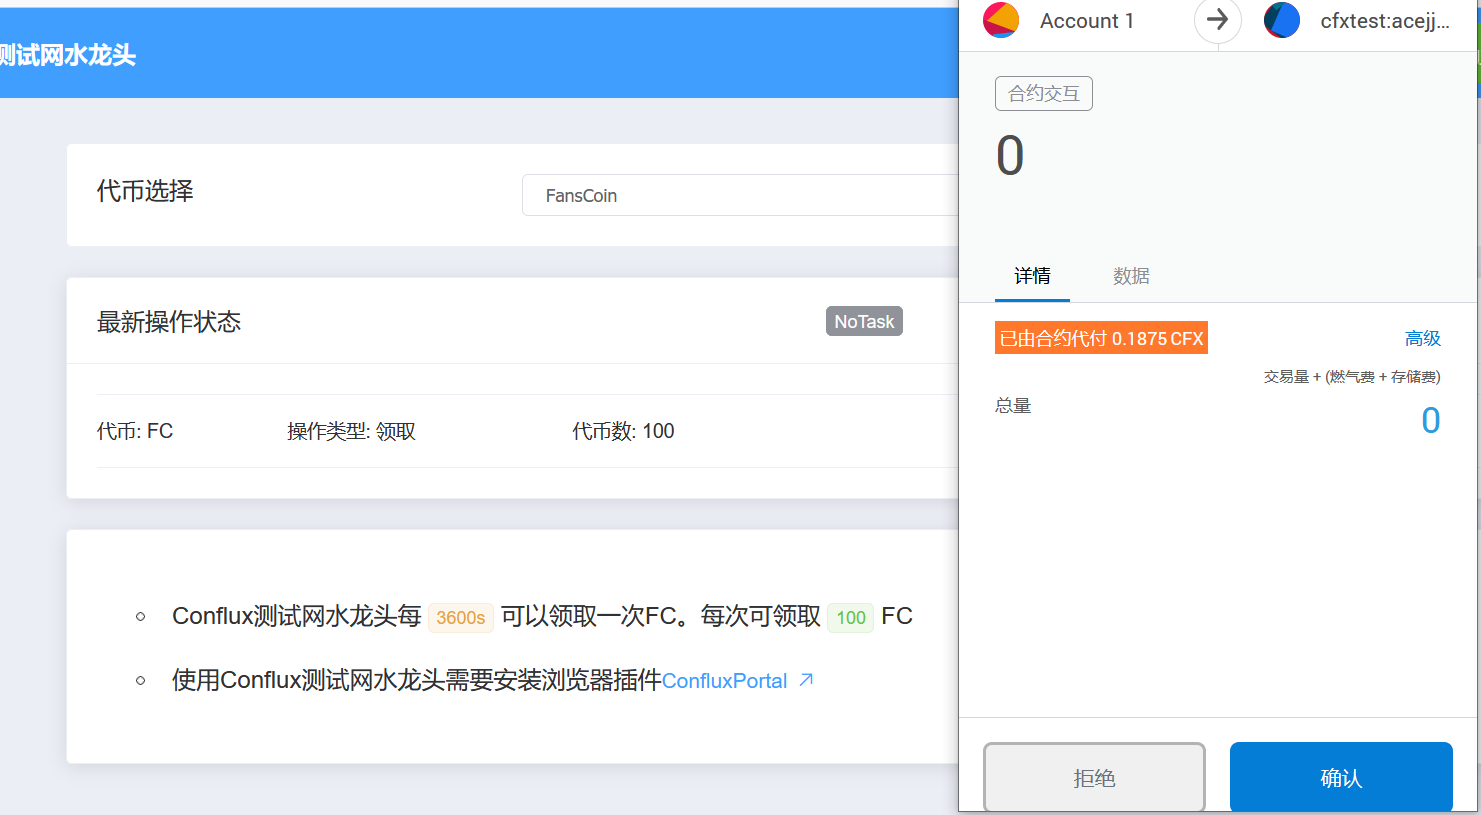 测试网水龙头
代币选择
FansCoin
最新操作状态
NoTask
代币: FC
操作类型: 领取
代币数: 100
Conflux测试网水龙头每 3600s 可以领取一次FC。每次可领取 100 FC
使用Conflux测试网水龙头需要安装浏览器插件ConfluxPortal
Account 1
cfxtest:acejj...
合约交互
0
详情
数据
已由合约代付 0.1875 CFX
高级
交易量 + (燃气费 + 存储费)
总量
0
拒绝
确认